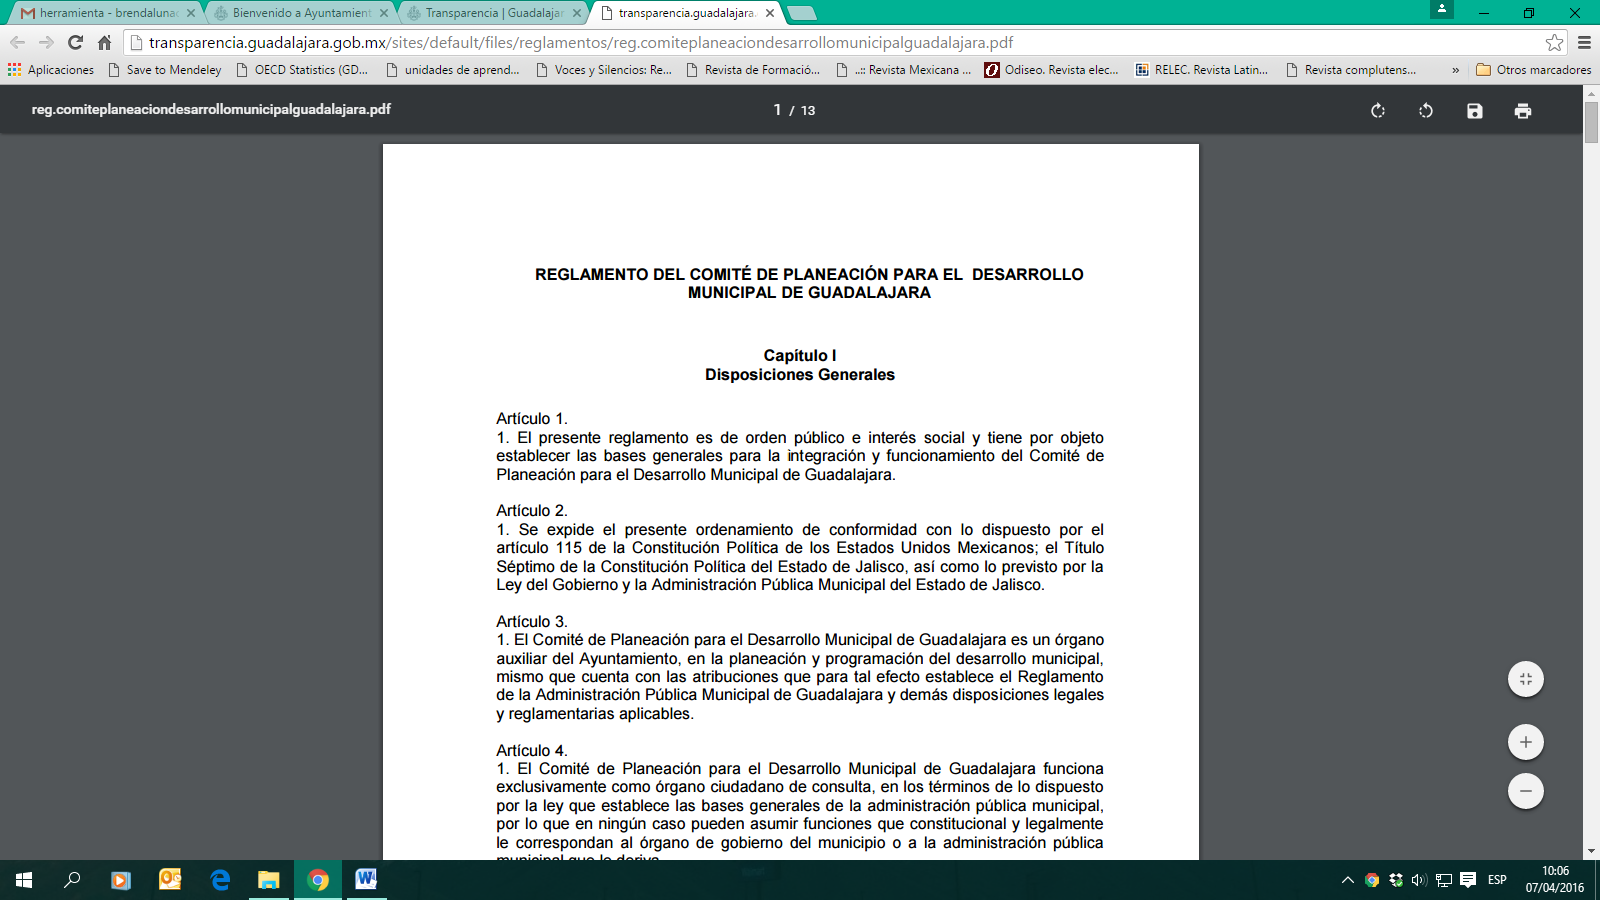 herramienta - brendalunac
Bienvenido a Ayuntamient
Transparencia | Guadalajar
transparencia.guadalajara.
transparencia.guadalajara.gob.mx/sites/default/files/reglamentos/reg.comiteplaneaciondesarrollomunicipalguadalajara.pdf
Aplicaciones
Save to Mendeley
OECD Statistics (GD...
unidades de aprend...
Voces y Silencios: Re...
Revista de Formació...
..:: Revista Mexicana ...
Odiseo. Revista elec...
RELEC. Revista Latin...
Revista complutens...
»
Otros marcadores
reg.comiteplaneaciondesarrollomunicipalguadalajara.pdf
1 / 13
REGLAMENTO DEL COMITÉ DE PLANEACIÓN PARA EL DESARROLLO
MUNICIPAL DE GUADALAJARA
Capítulo I
Disposiciones Generales
Artículo 1.
1. El presente reglamento es de orden público e interés social y tiene por objeto
establecer las bases generales para la integración y funcionamiento del Comité de
Planeación para el Desarrollo Municipal de Guadalajara.
Artículo 2.
1. Se expide el presente ordenamiento de conformidad con lo dispuesto por el
artículo 115 de la Constitución Política de los Estados Unidos Mexicanos; el Título
Séptimo de la Constitución Política del Estado de Jalisco, así como lo previsto por la
Ley del Gobierno y la Administración Pública Municipal del Estado de Jalisco.
Artículo 3.
1. El Comité de Planeación para el Desarrollo Municipal de Guadalajara es un órgano
auxiliar del Ayuntamiento, en la planeación y programación del desarrollo municipal,
mismo que cuenta con las atribuciones que para tal efecto establece el Reglamento
de la Administración Pública Municipal de Guadalajara y demás disposiciones legales
y reglamentarias aplicables.
Artículo 4.
1. El Comité de Planeación para el Desarrollo Municipal de Guadalajara funciona
exclusivamente como órgano ciudadano de consulta, en los términos de lo dispuesto
por la ley que establece las bases generales de la administración pública municipal,
por lo que en ningún caso pueden asumir funciones que constitucional y legalmente
le correspondan al órgano de gobierno del municipio o a la administración pública
municipal que le deriva.
ESP
10:06
07/04/2016